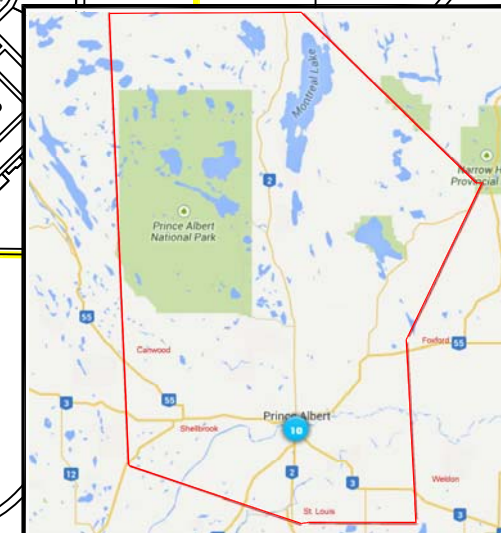 Montreal Lake
2
Narrow H
Provincial
Prince Albert
National Park
55
Candwood
Foxford
55
55
3
Prince Albert
10
Shellbrook
12
2
3
Weldon
St. Louis
3